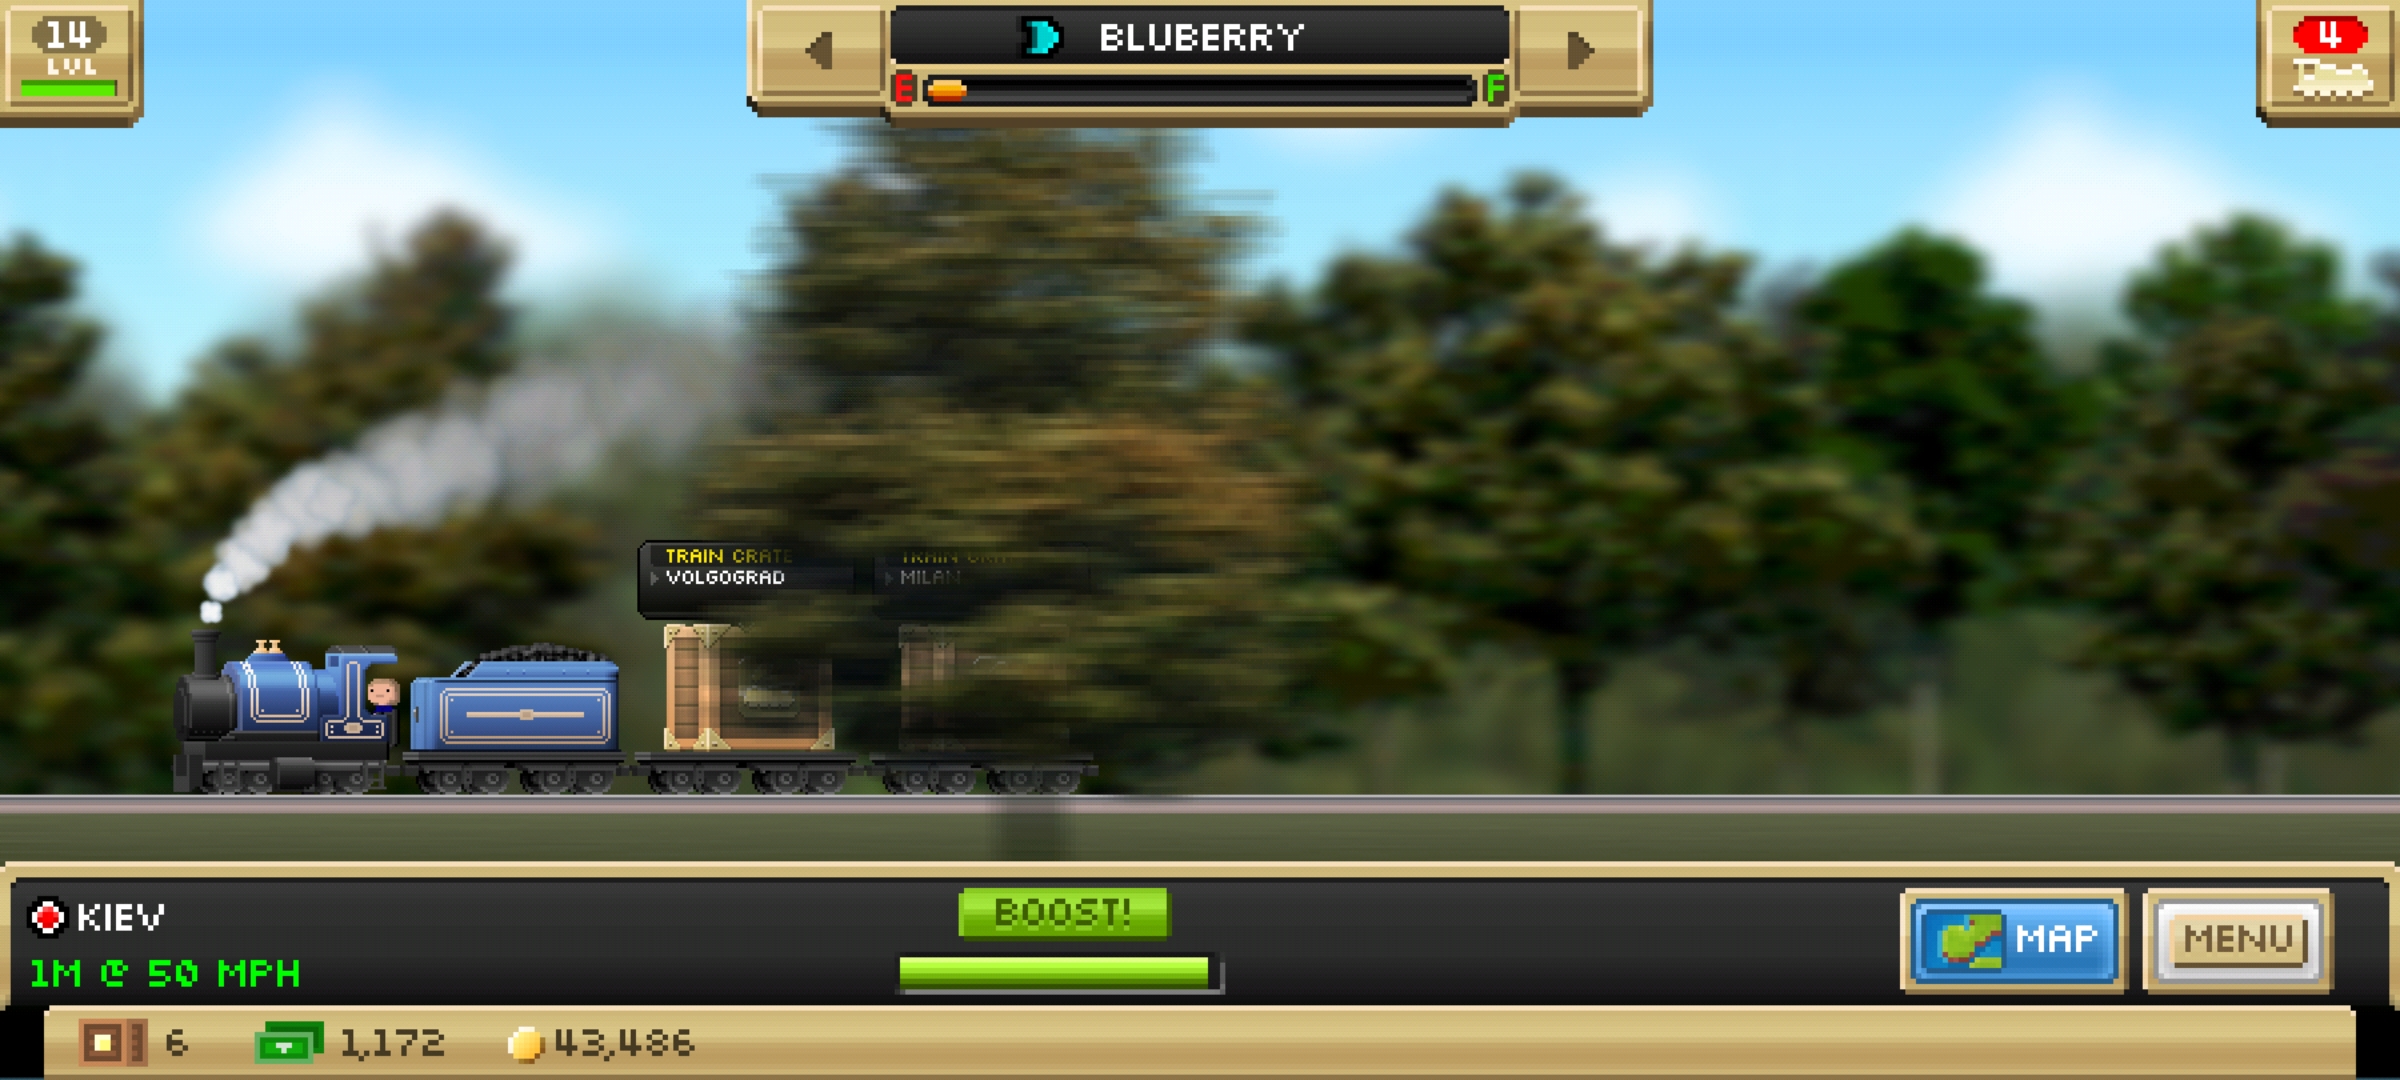 14
LVL
BLUBERRY
E
F
4
TRAIN CRATE
VOLGOGRAD
TRAIN
MILAN
KIEV
1M @ 50 MPH
BOOST!
MAP
MENU
6
1,172
43,486